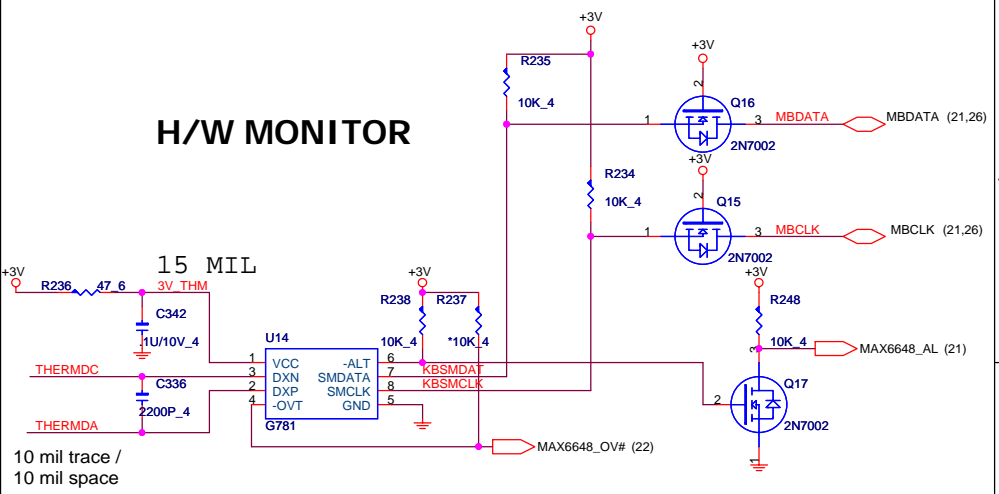 +3V
+3V
R235
10K_4
2
Q16
1
3
MBDATA
MBDATA (21,26)
2N7002
H/W MONITOR
+3V
R234
10K_4
2
Q15
1
3
MBCLK
MBCLK (21,26)
2N7002
15 MIL
+3V
R236
47_6
3V_THM
+3V
R238
R237
+3V
R248
C342
.1U/10V_4
U14
10K_4
*10K_4
10K_4
3
MAX6648_AL (21)
1
VCC
-ALT
6
THERMDC
3
DXN
SMDATA
7
KBSMDAT
2
DXP
SMCLK
8
KBSMCLK
4
-OVT
GND
5
G781
C336
2200P_4
Q17
2
2N7002
1
THERMDA
MAX6648_OV# (22)
10 mil trace /
10 mil space